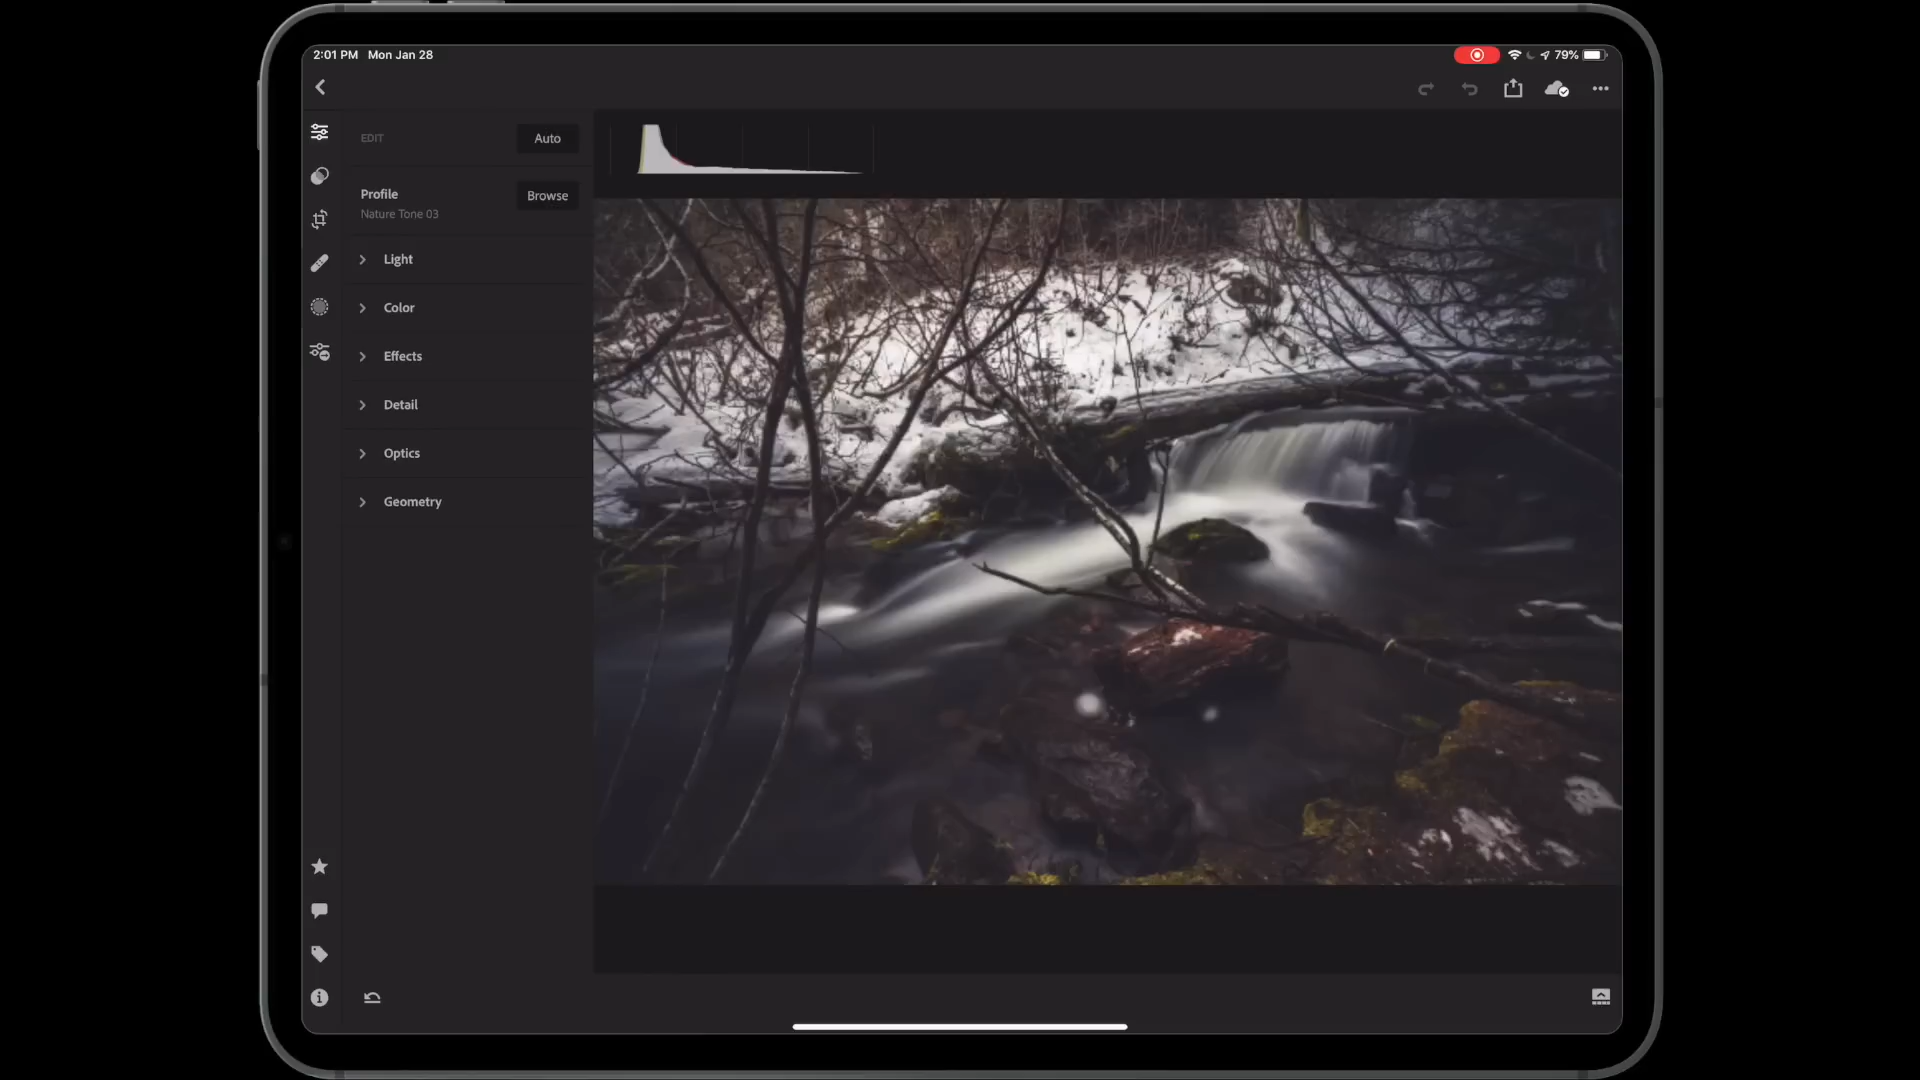 2:01 PM Mon Jan 28
79%
EDIT
Auto
Profile
Browse
Nature Tone 03
Light
Color
Effects
Detail
Optics
Geometry